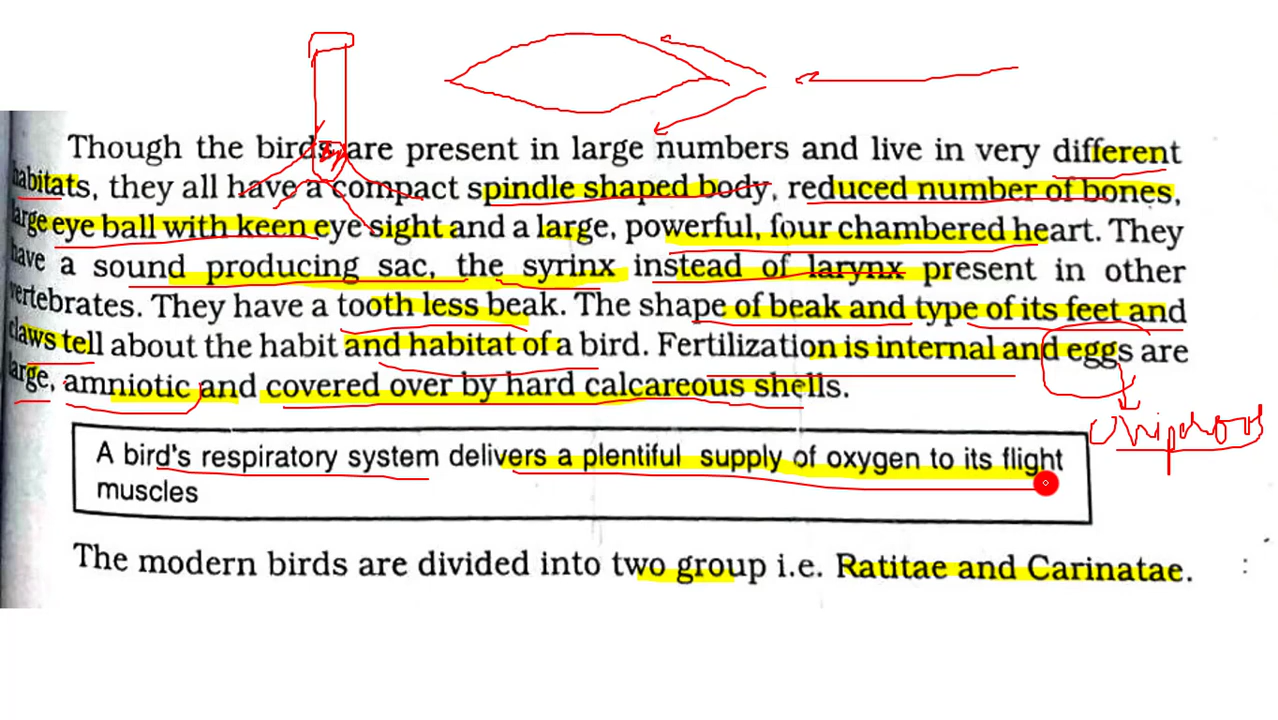 Though the birds are present in large numbers and live in very different
habitats, they all have a compact spindle shaped body, reduced number of bones,
large eye ball with keen eye sight and a large, powerful, four chambered heart. They
have a sound producing sac, the syrinx instead of larynx present in other
vertebrates. They have a tooth less beak. The shape of beak and type of its feet and
claws tell about the habit and habitat of a bird. Fertilization is internal and eggs are
large, amniotic and covered over by hard calcareous shells.
A bird's respiratory system delivers a plentiful supply of oxygen to its flight
muscles
The modern birds are divided into two group i.e. Ratitae and Carinatae.